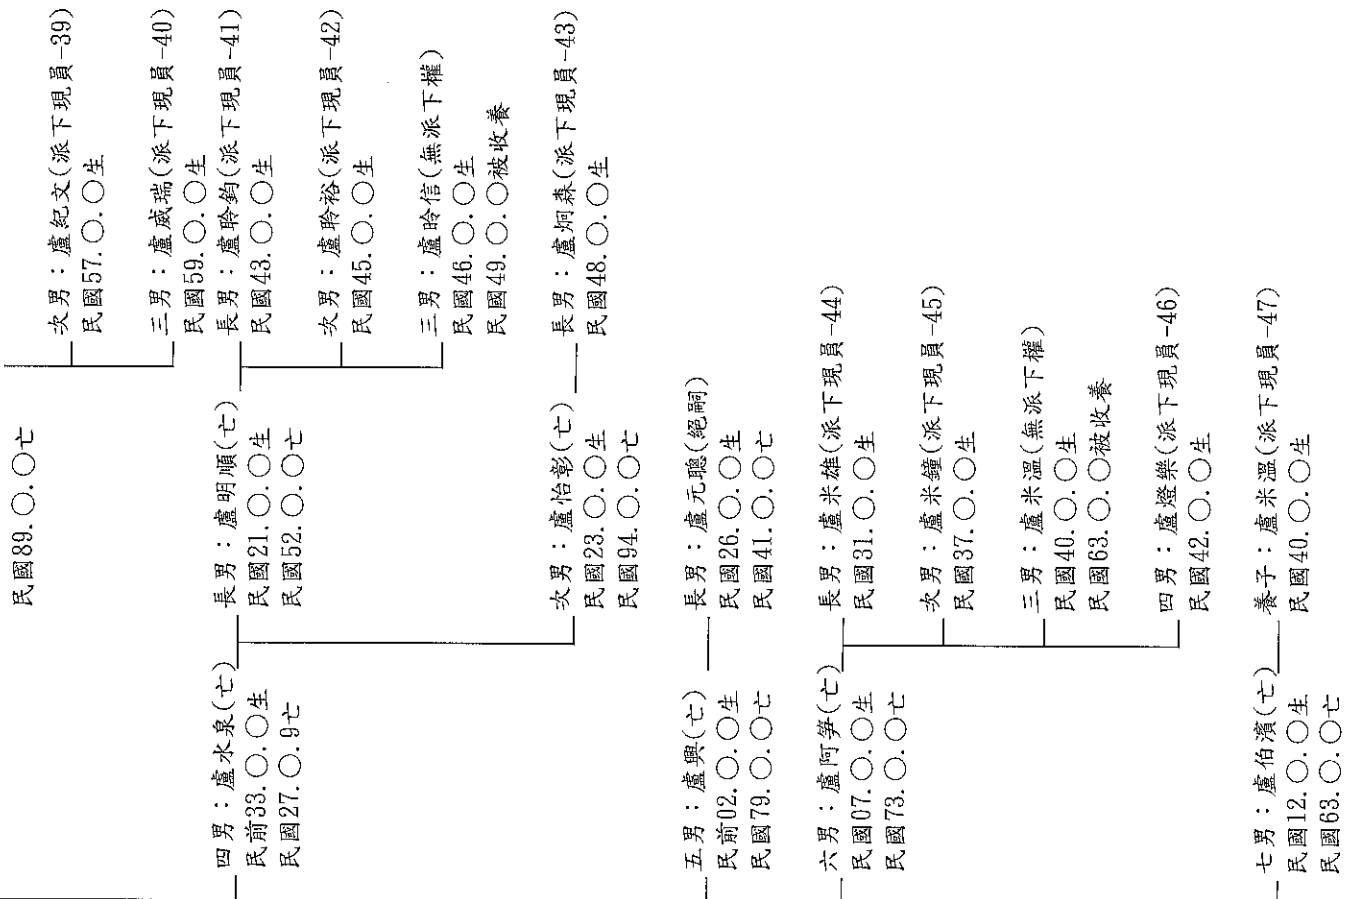 民國89.○.○亡
次男：盧紀文(派下現員-39)
民國57.○.○生
三男：盧威瑞(派下現員-40)
民國59.○.○生
四男：盧水泉(亡)
民前33.○.○生
民國27.○.9亡
長男：盧明順(亡)
民國21.○.○生
民國52.○.○亡
長男：盧聆鈞(派下現員-41)
民國43.○.○生
次男：盧聆裕(派下現員-42)
民國45.○.○生
三男：盧昤信(無派下權)
民國46.○.○生
民國49.○.○被收養
次男：盧怡彰(亡)
民國23.○.○生
民國94.○.○亡
長男：盧炯森(派下現員-43)
民國48.○.○生
五男：盧興(亡)
民前02.○.○生
民國79.○.○亡
長男：盧元聰(絕嗣)
民國26.○.○生
民國41.○.○亡
六男：盧阿笋(亡)
民國07.○.○生
民國73.○.○亡
長男：盧米雄(派下現員-44)
民國31.○.○生
次男：盧米鐘(派下現員-45)
民國37.○.○生
三男：盧米溫(無派下權)
民國40.○.○生
民國63.○.○被收養
四男：盧燈樂(派下現員-46)
民國42.○.○生
七男：盧伯濱(亡)
民國12.○.○生
民國63.○.○亡
養子：盧米溫(派下現員-47)
民國40.○.○生